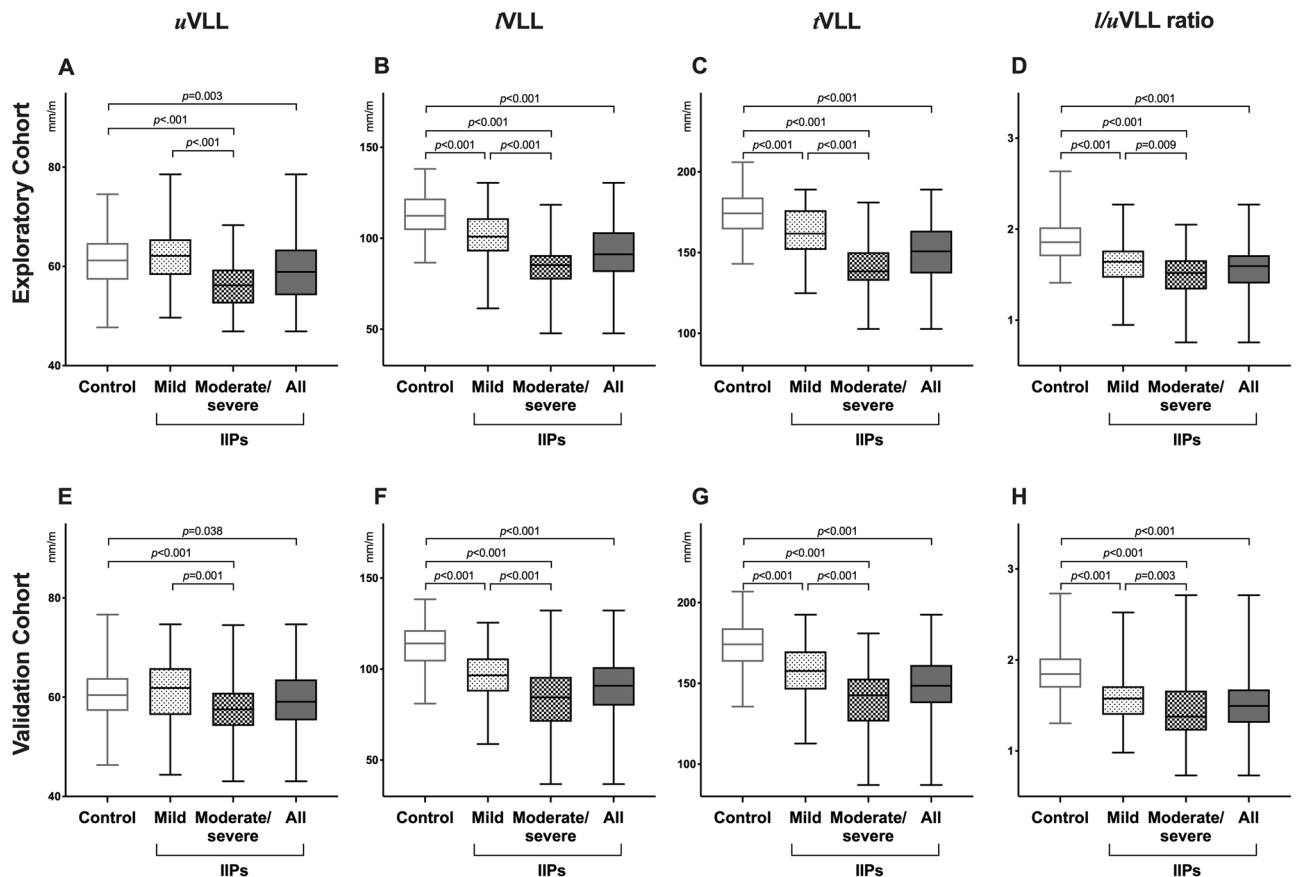 uVLL
lVLL
tVLL
l/uVLL ratio
Exploratory Cohort
A
mm/m
p=0.003
p<.001
p<.001
80
60
40
Control Mild Moderate/ All
severe
IIPs
B
mm/m
p<0.001
p<0.001
p<0.001 p<0.001
150
100
50
Control Mild Moderate/ All
severe
IIPs
C
mm/m
p<0.001
p<0.001
p<0.001 p<0.001
200
150
100
Control Mild Moderate/ All
severe
IIPs
D
p<0.001
p<0.001
p<0.001 p=0.009
3
2
1
Control Mild Moderate/ All
severe
IIPs
Validation Cohort
E
mm/m
p=0.038
p<0.001
p=0.001
80
60
40
Control Mild Moderate/ All
severe
IIPs
F
mm/m
p<0.001
p<0.001
p<0.001 p<0.001
150
100
50
Control Mild Moderate/ All
severe
IIPs
G
mm/m
p<0.001
p<0.001
p<0.001 p<0.001
200
150
100
Control Mild Moderate/ All
severe
IIPs
H
p<0.001
p<0.001
p<0.001 p=0.003
3
2
1
Control Mild Moderate/ All
severe
IIPs